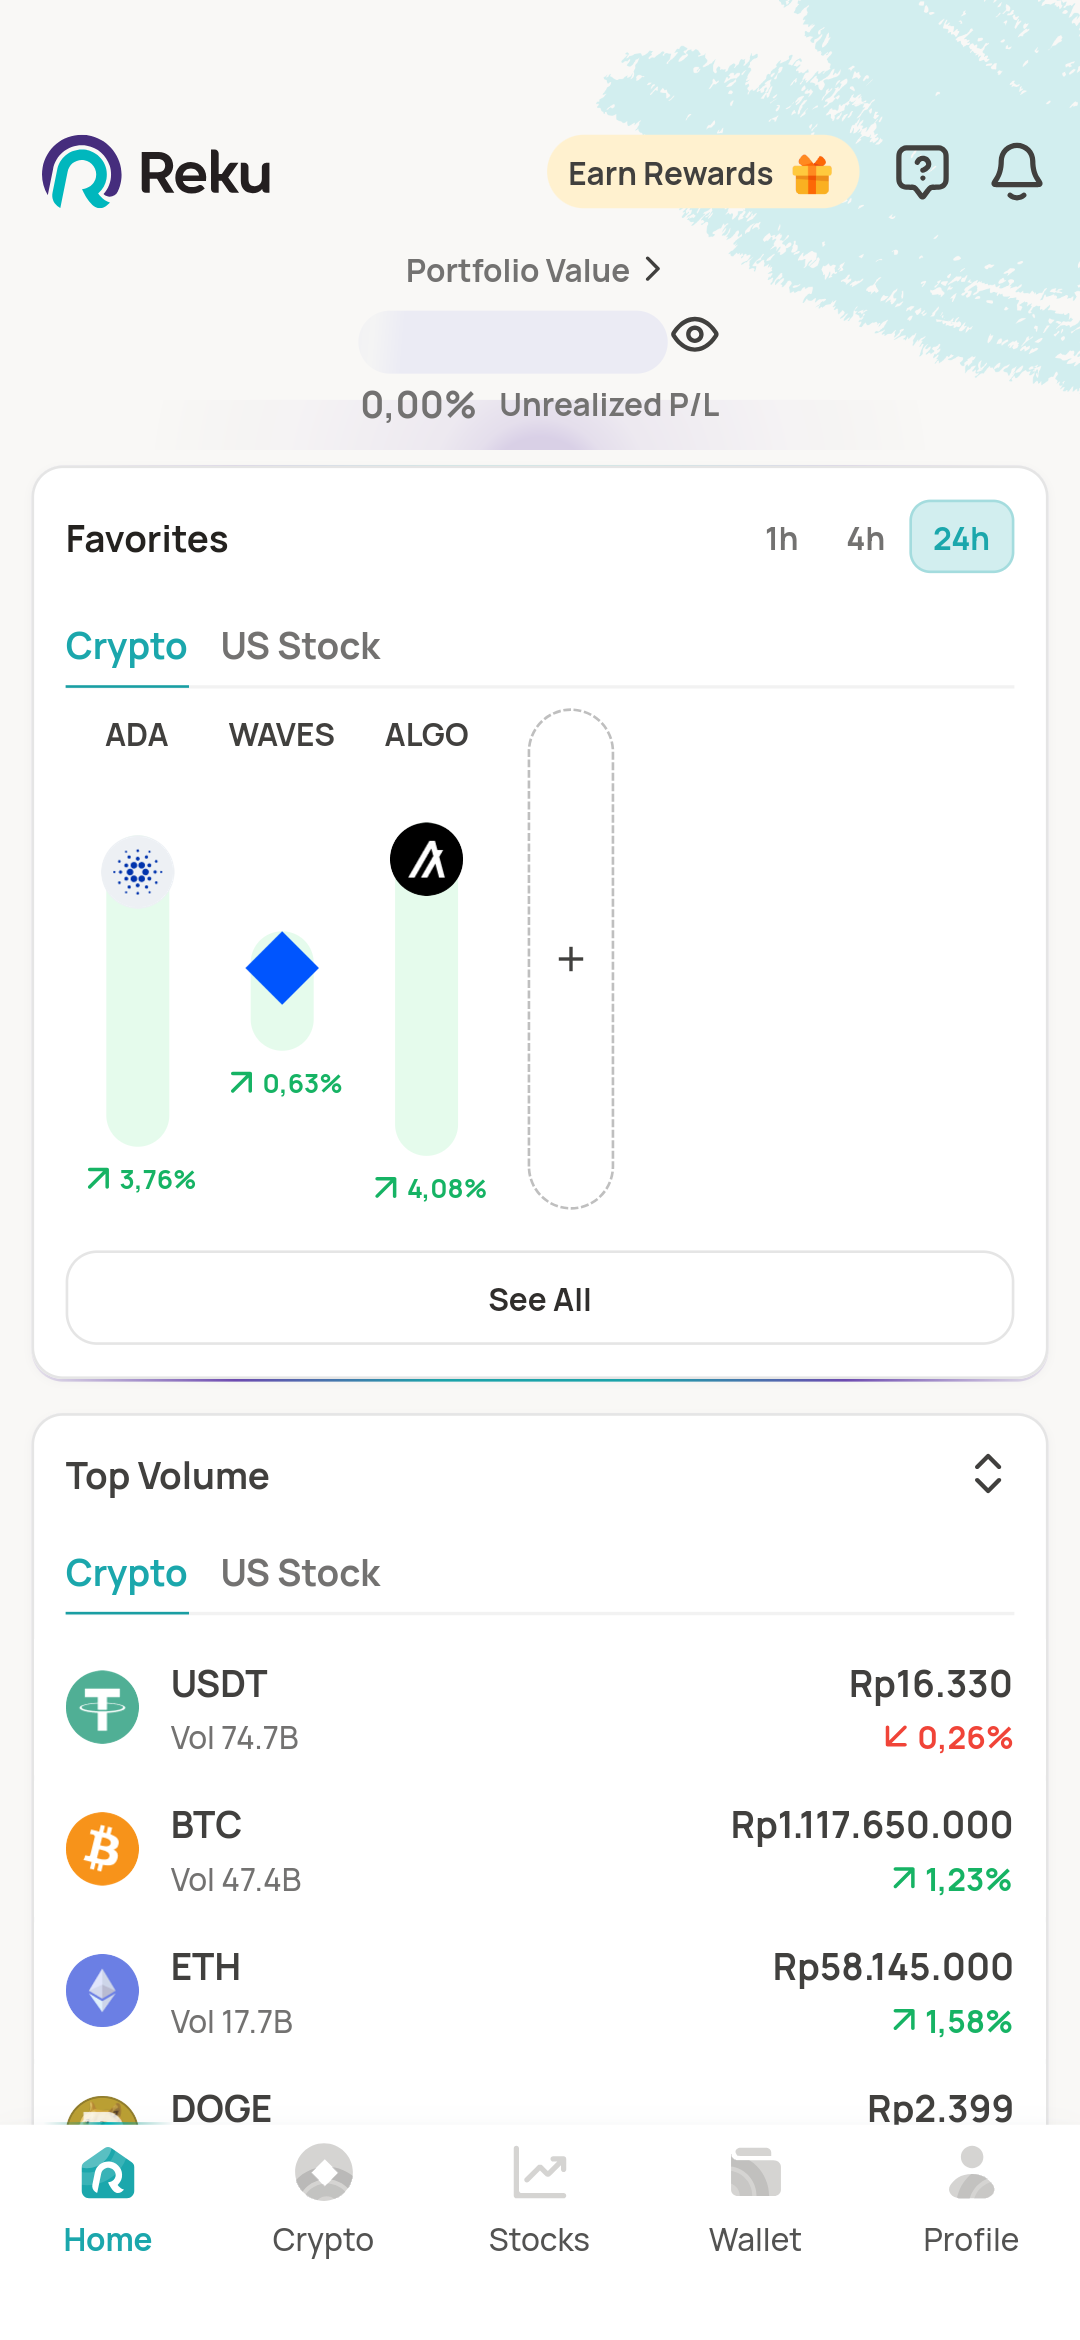 Reku
Earn Rewards
Portfolio Value
0,00% Unrealized P/L
Favorites
1h 4h 24h
Crypto US Stock
ADA WAVES ALGO
0,63%
3,76%
4,08%
See All
Top Volume
Crypto US Stock
USDT Rp16.330
Vol 74.7B 0,26%
BTC Rp1.117.650.000
Vol 47.4B 1,23%
ETH Rp58.145.000
Vol 17.7B 1,58%
DOGE Rp2.399
Home Crypto Stocks Wallet Profile